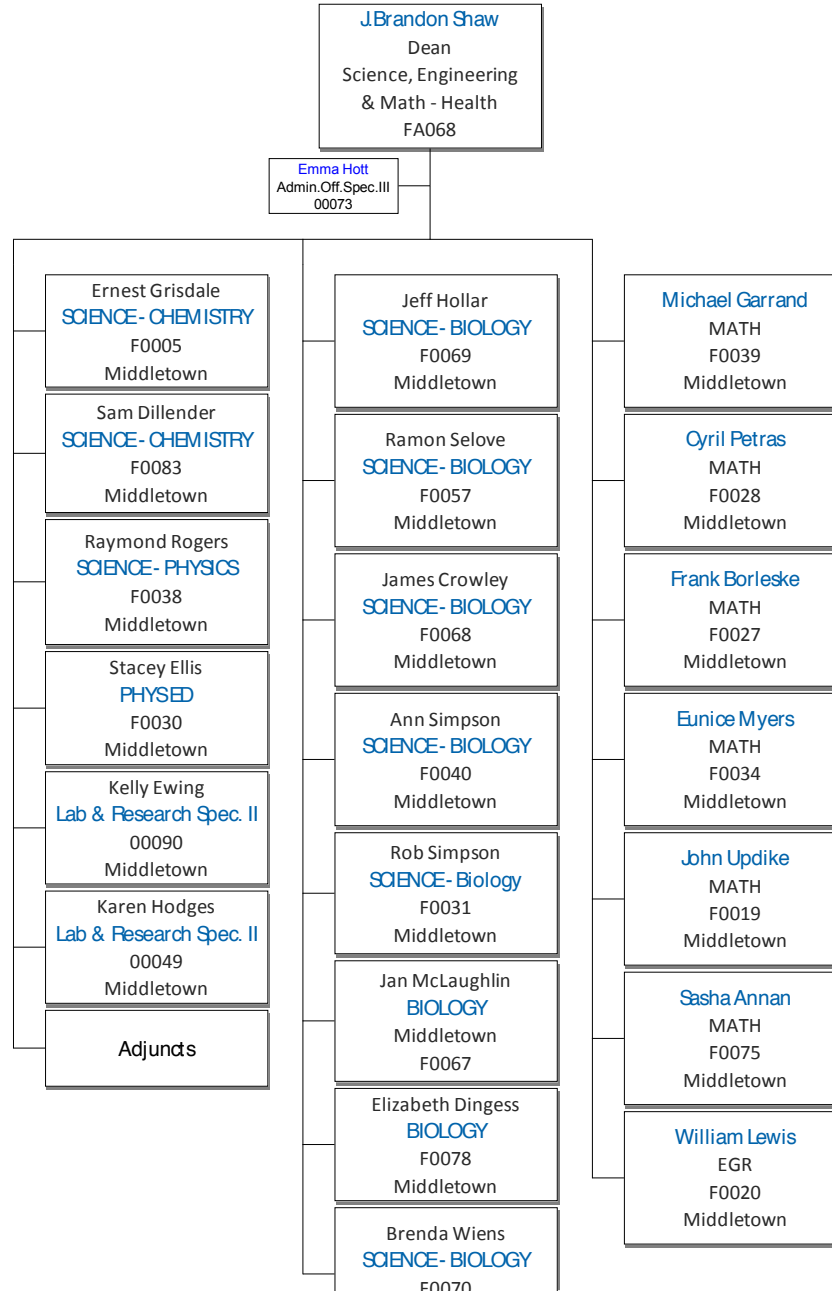 J.Brandon Shaw
Dean
Science, Engineering
& Math - Health
FA068
Emma Hott
Admin.Off.Spec.III
00073
Ernest Grisdale
SCIENCE - CHEMISTRY
F0005
Middletown
Sam Dillender
SCIENCE - CHEMISTRY
F0083
Middletown
Raymond Rogers
SCIENCE - PHYSICS
F0038
Middletown
Stacey Ellis
PHYSED
F0030
Middletown
Kelly Ewing
Lab & Research Spec. II
00090
Middletown
Karen Hodges
Lab & Research Spec. II
00049
Middletown
Adjuncts
Jeff Hollar
SCIENCE - BIOLOGY
F0069
Middletown
Ramon Selove
SCIENCE - BIOLOGY
F0057
Middletown
James Crowley
SCIENCE - BIOLOGY
F0068
Middletown
Ann Simpson
SCIENCE - BIOLOGY
F0040
Middletown
Rob Simpson
SCIENCE - Biology
F0031
Middletown
Jan McLaughlin
BIOLOGY
Middletown
F0067
Elizabeth Dingess
BIOLOGY
F0078
Middletown
Brenda Wiens
SCIENCE - BIOLOGY
F0070
Michael Garrand
MATH
F0039
Middletown
Cyril Petras
MATH
F0028
Middletown
Frank Borleske
MATH
F0027
Middletown
Eunice Myers
MATH
F0034
Middletown
John Updike
MATH
F0019
Middletown
Sasha Annan
MATH
F0075
Middletown
William Lewis
EGR
F0020
Middletown